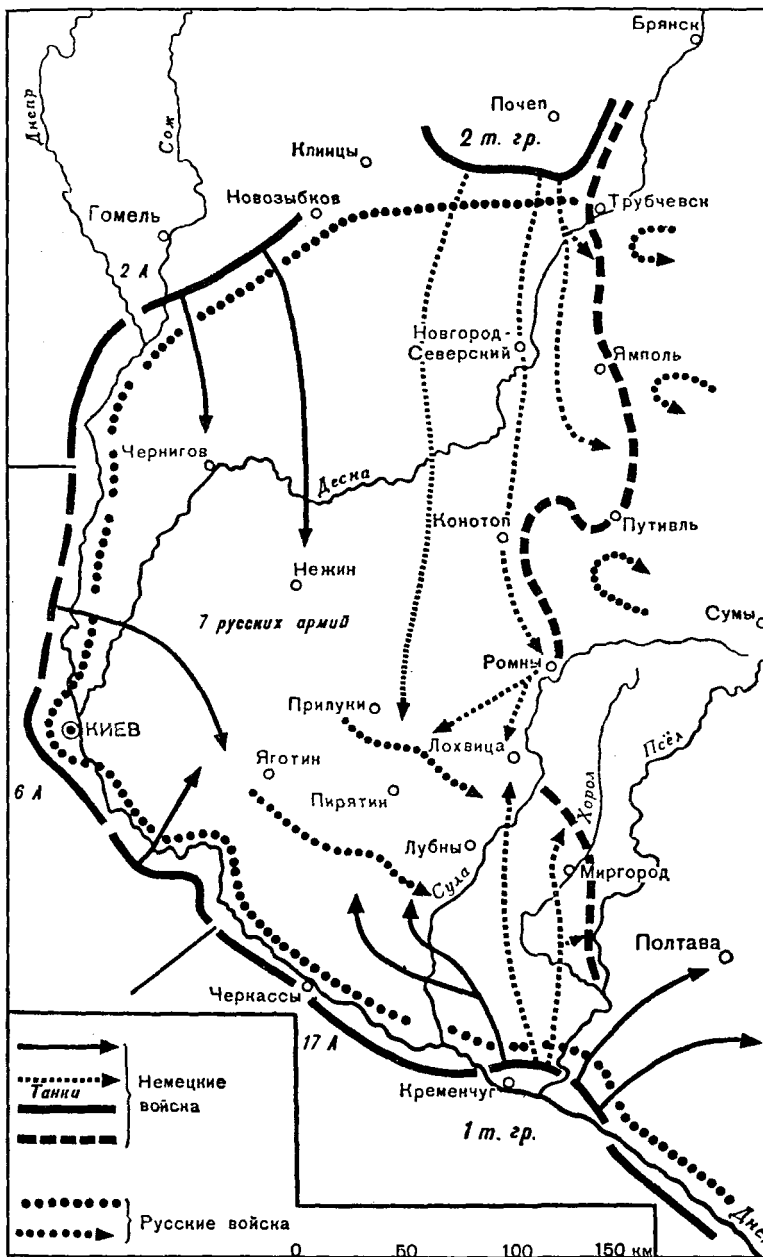 Брянск
Днепр
Сож
Почеп
2 т. гр.
Клинцы
Новозыбков
Гомель
Трубчевск
2 А
Новгород-
Северский
Ямполь
Чернигов
Десна
Конотоп
Путивль
Нежин
7 русских армий
Сумы
Ромны
Прилуки
КИЕВ
Лохвица
Псёл
Яготин
Хорол
6 А
Пирятин
Лубны
Миргород
Сула
Полтава
Черкассы
17 А
Кременчуг
1 т. гр.
Танки
Немецкие
войска
Русские войска
Дне
0 50 100 150 км